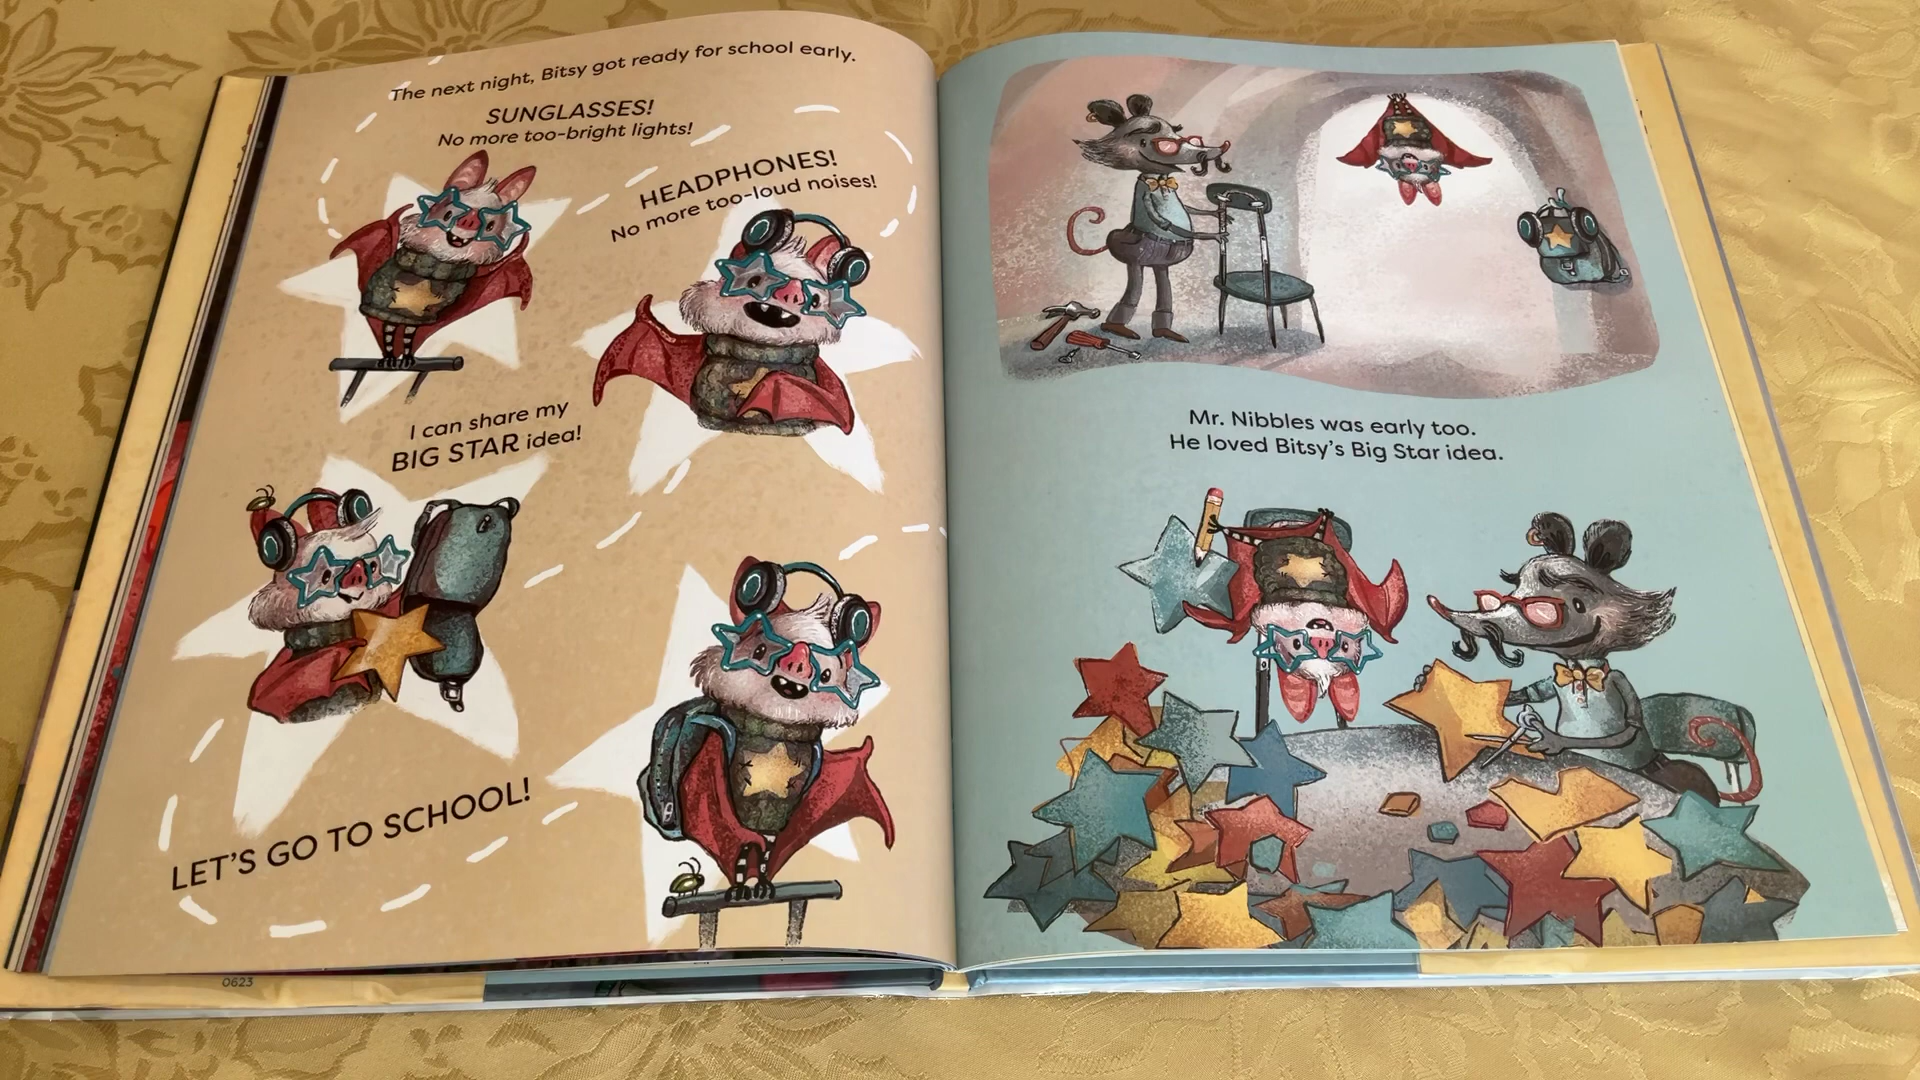 The next night, Bitsy got ready for school early.
SUNGLASSES!
No more too-bright lights!
HEADPHONES!
No more too-loud noises!
I can share my
BIG STAR idea!
LET'S GO TO SCHOOL!
0623
Mr. Nibbles was early too.
He loved Bitsy's Big Star idea.